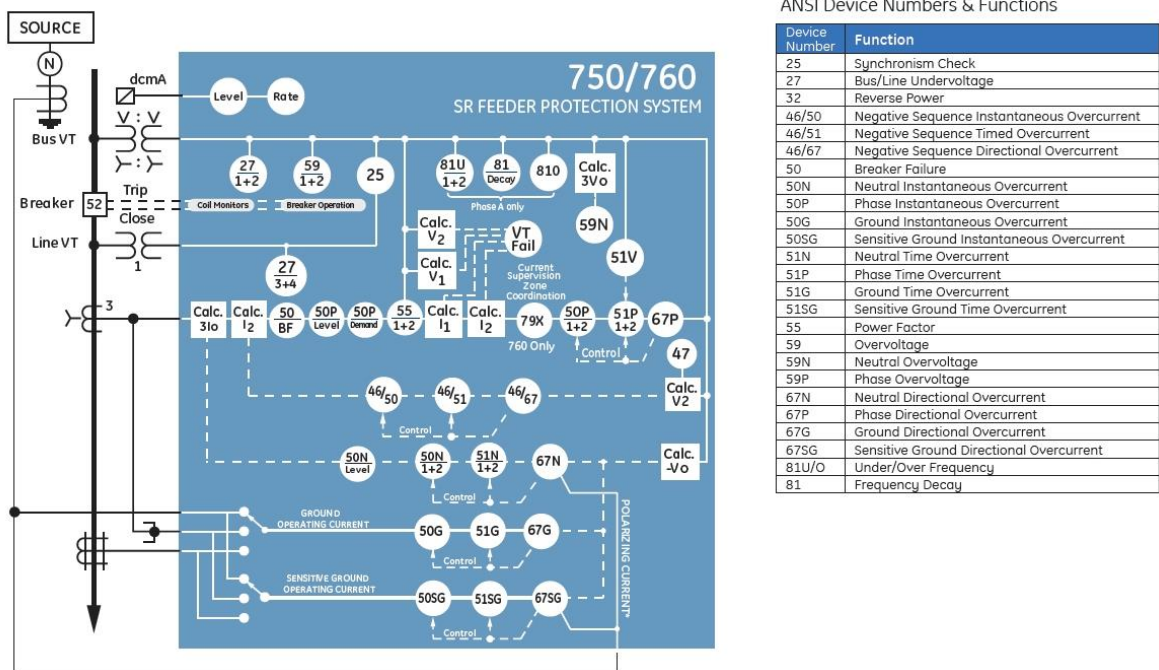 SOURCE
N
dcmA
V : V
Bus VT
Y : Y
Breaker
52
Trip
Close
Line VT
1
3
750/760
SR FEEDER PROTECTION SYSTEM
Level
Rate
27
1+2
59
1+2
25
81U
1+2
81
Decay
810
Phase A only
Calc.
3Vo
59N
Coil Monitors
Breaker Operation
Calc.
V2
VT
Fail
Calc.
V1
51V
27
3+4
Current
Supervision
Zone
Coordination
Calc.
3Io
Calc.
I2
50
BF
50P
Level
50P
Demand
55
1+2
Calc.
I1
Calc.
I2
79X
760 Only
50P
1+2
51P
1+2
67P
Control
47
Calc.
V2
46/50
46/51
46/67
Control
50N
Level
50N
1+2
51N
1+2
67N
Calc.
-Vo
Control
GROUND
OPERATING CURRENT
50G
51G
67G
Control
SENSITIVE GROUND
OPERATING CURRENT
50SG
51SG
67SG
Control
POLARIZING CURRENT*
ANSI Device Numbers & Functions
Device
Number
Function
25 Synchronism Check
27 Bus/Line Undervoltage
32 Reverse Power
46/50 Negative Sequence Instantaneous Overcurrent
46/51 Negative Sequence Timed Overcurrent
46/67 Negative Sequence Directional Overcurrent
50 Breaker Failure
50N Neutral Instantaneous Overcurrent
50P Phase Instantaneous Overcurrent
50G Ground Instantaneous Overcurrent
50SG Sensitive Ground Instantaneous Overcurrent
51N Neutral Time Overcurrent
51P Phase Time Overcurrent
51G Ground Time Overcurrent
51SG Sensitive Ground Time Overcurrent
55 Power Factor
59 Overvoltage
59N Neutral Overvoltage
59P Phase Overvoltage
67N Neutral Directional Overcurrent
67P Phase Directional Overcurrent
67G Ground Directional Overcurrent
67SG Sensitive Ground Directional Overcurrent
81U/O Under/Over Frequency
81 Frequency Decay